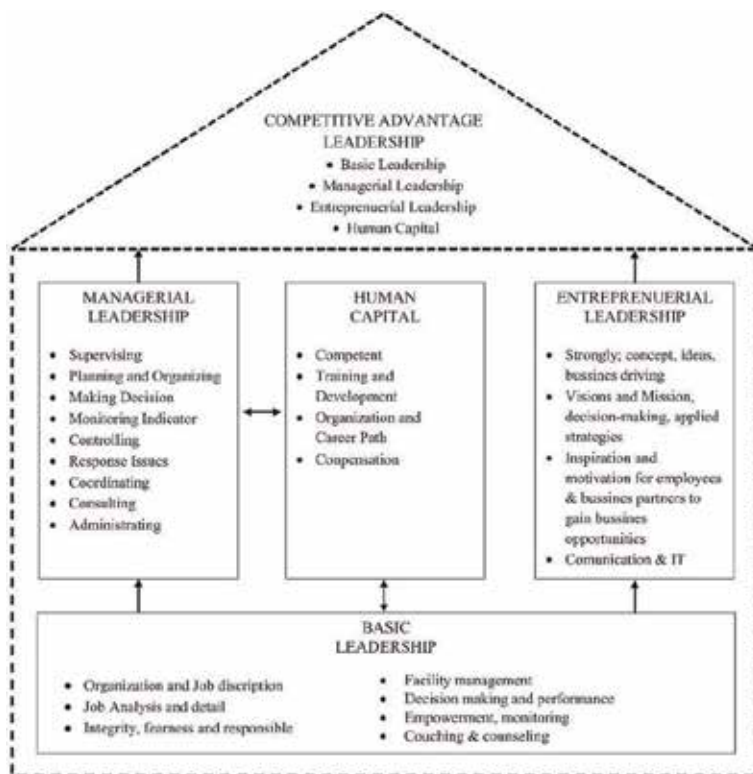 COMPETITIVE ADVANTAGE
LEADERSHIP
• Basic Leadership
• Managerial Leadership
• Entreprenuerial Leadership
• Human Capital
MANAGERIAL
LEADERSHIP
• Supervising
• Planning and Organizing
• Making Decision
• Monitoring Indicator
• Controlling
• Response Issues
• Coordinating
• Consulting
• Administrating
HUMAN
CAPITAL
• Competent
• Training and
Development
• Organization and
Career Path
• Conpensation
ENTREPRENUERIAL
LEADERSHIP
• Strongly; concept, ideas,
bussines driving
• Visions and Mission,
decision-making, applied
strategies
• Inspiration and
motivation for employees
& bussines partners to
gain bussines
opportunities
• Comunication & IT
BASIC
LEADERSHIP
• Organization and Job discription
• Job Analysis and detail
• Integrity, fearness and responsible
• Facility management
• Decision making and performance
• Empowerment, monitoring
• Couching & counseling